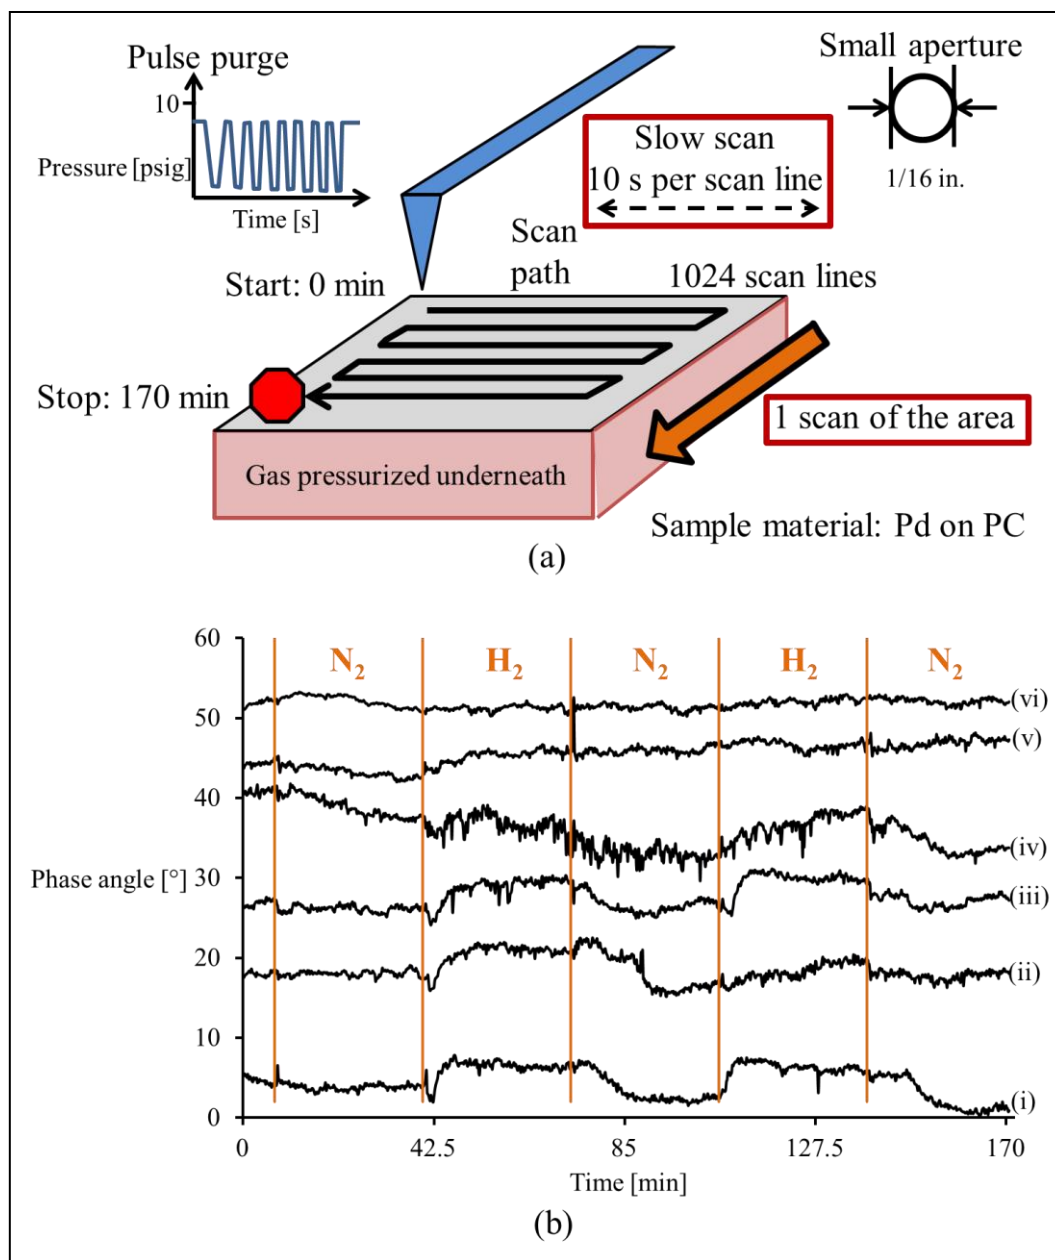 Pulse purge
10
Pressure [psig]
Time [s]
Small aperture
1/16 in.
Slow scan
10 s per scan line
Scan
path
Start: 0 min
1024 scan lines
Stop: 170 min
1 scan of the area
Gas pressurized underneath
Sample material: Pd on PC
(a)
60
50
40
30
20
10
0
Phase angle [°]
N₂ H₂ N₂ H₂ N₂
(vi)
(v)
(iv)
(iii)
(ii)
(i)
0 42.5 85 127.5 170
Time [min]
(b)